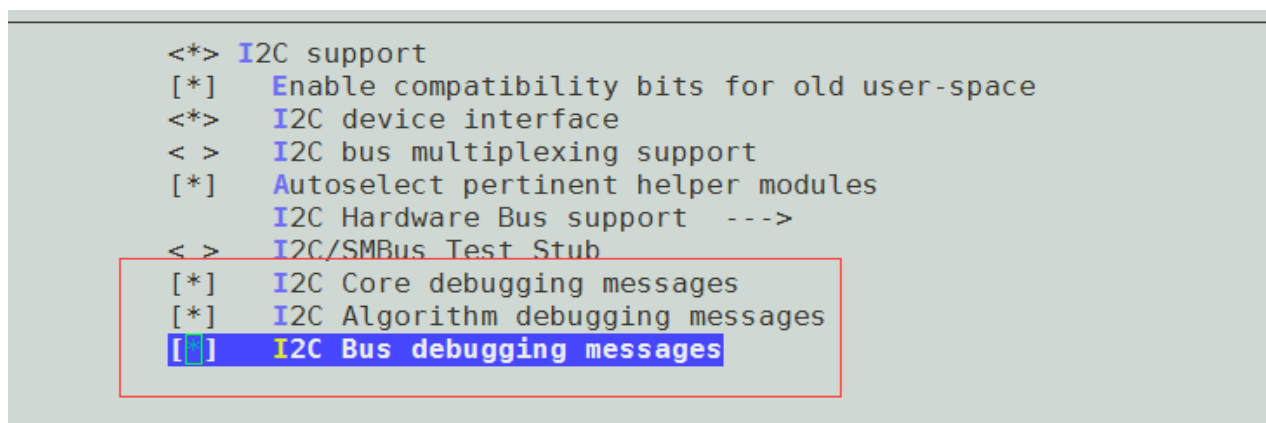 <*> I2C support
[*]   Enable compatibility bits for old user-space
<*>   I2C device interface
< >   I2C bus multiplexing support
[*]   Autoselect pertinent helper modules
      I2C Hardware Bus support  --->
< >   I2C/SMBus Test Stub
[*]   I2C Core debugging messages
[*]   I2C Algorithm debugging messages
[*]   I2C Bus debugging messages